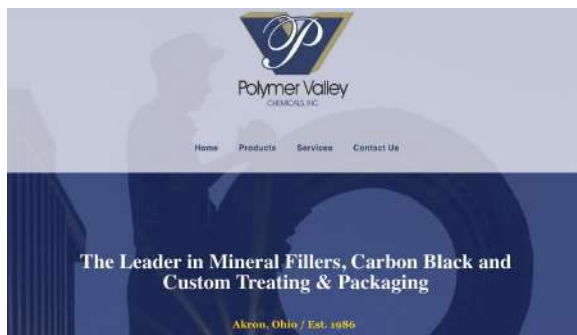 P
Polymer Valley
CHEMICALS, INC
Home Products Services Contact Us
The Leader in Mineral Fillers, Carbon Black and
Custom Treating & Packaging
Akron, Ohio / Est. 1986